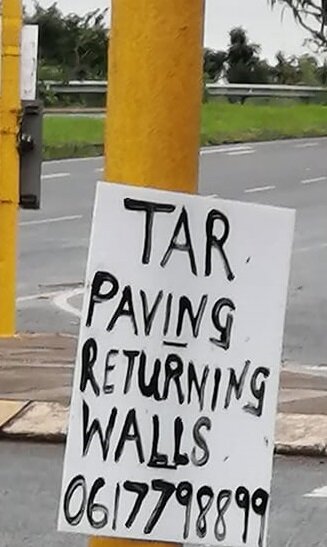 TAR
PAVING
RETURNING
WALLS
0617798899